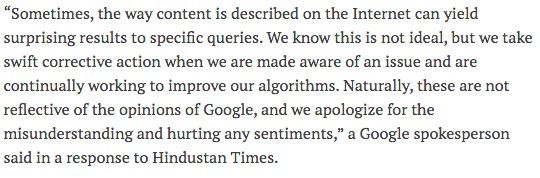 “Sometimes, the way content is described on the Internet can yield
surprising results to specific queries. We know this is not ideal, but we take
swift corrective action when we are made aware of an issue and are
continually working to improve our algorithms. Naturally, these are not
reflective of the opinions of Google, and we apologize for the
misunderstanding and hurting any sentiments,” a Google spokesperson
said in a response to Hindustan Times.